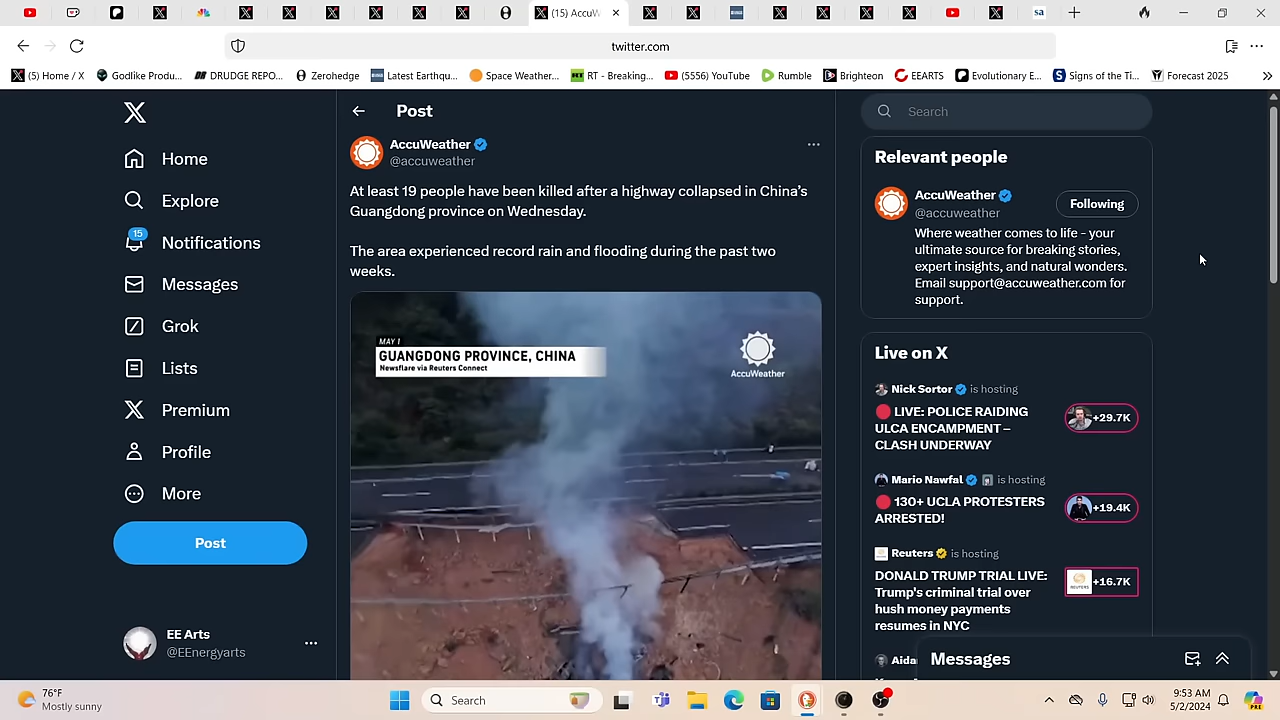 (15) AccuW
sa
twitter.com
(5) Home / X
Godlike Produ...
DRUDGE REPO...
Zerohedge
Latest Earthqu...
Space Weather...
RT - Breaking...
(5556) YouTube
Rumble
Brighteon
EEARTS
Evolutionary E...
Signs of the Ti...
Forecast 2025
Home
Explore
15
Notifications
Messages
Grok
Lists
Premium
Profile
More
Post
EE Arts
@EEnergyarts
Post
AccuWeather
@accuweather
At least 19 people have been killed after a highway collapsed in China's
Guangdong province on Wednesday.
The area experienced record rain and flooding during the past two
weeks.
MAY 1
GUANGDONG PROVINCE, CHINA
Newsflare via Reuters Connect
AccuWeather
Search
Relevant people
AccuWeather
@accuweather
Following
Where weather comes to life - your
ultimate source for breaking stories,
expert insights, and natural wonders.
Email support@accuweather.com for
support.
Live on X
Nick Sortor is hosting
LIVE: POLICE RAIDING
ULCA ENCAMPMENT –
CLASH UNDERWAY
+29.7K
Mario Nawfal is hosting
130+ UCLA PROTESTERS
ARRESTED!
+19.4K
Reuters is hosting
DONALD TRUMP TRIAL LIVE:
Trump's criminal trial over
hush money payments
resumes in NYC
REUTERS
+16.7K
Aida
Messages
76°F
Mostly sunny
Search
9:53 AM
5/2/2024
PRE